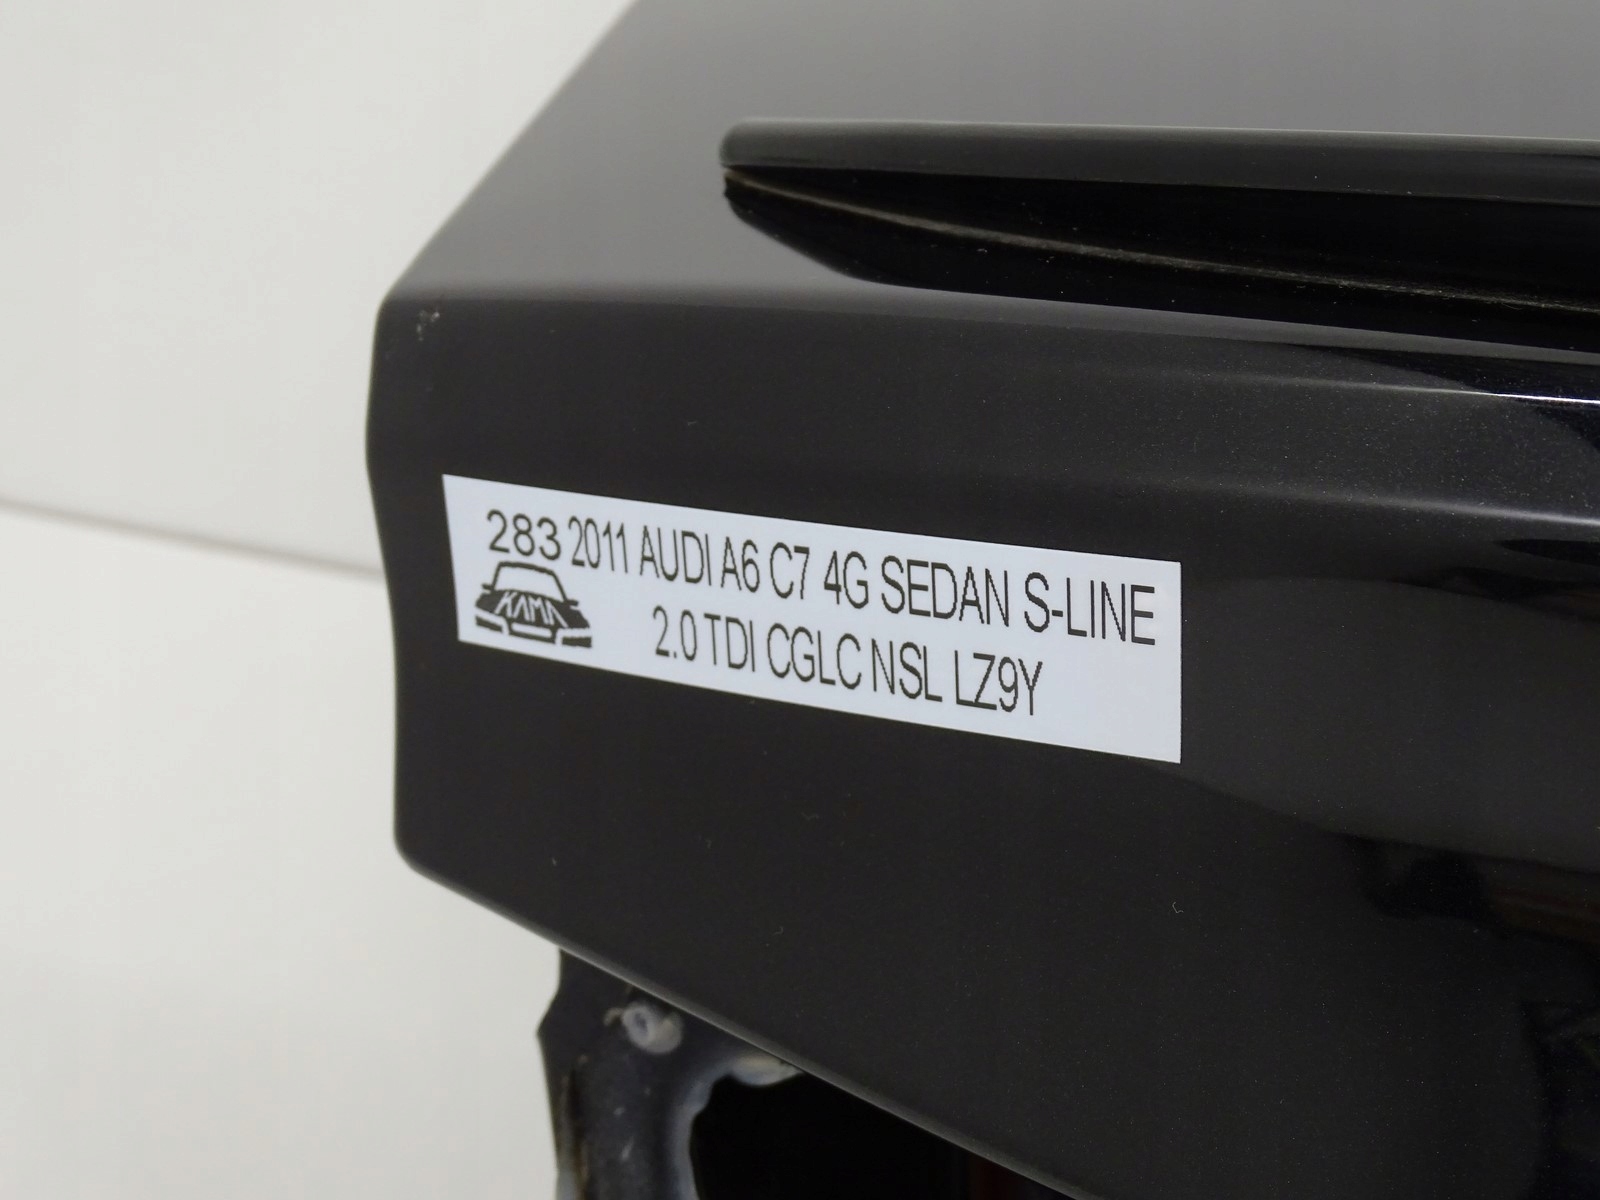 283 2011 AUDI A6 C7 4G SEDAN S-LINE
KAMA
2.0 TDI CGLC NSL LZ9Y